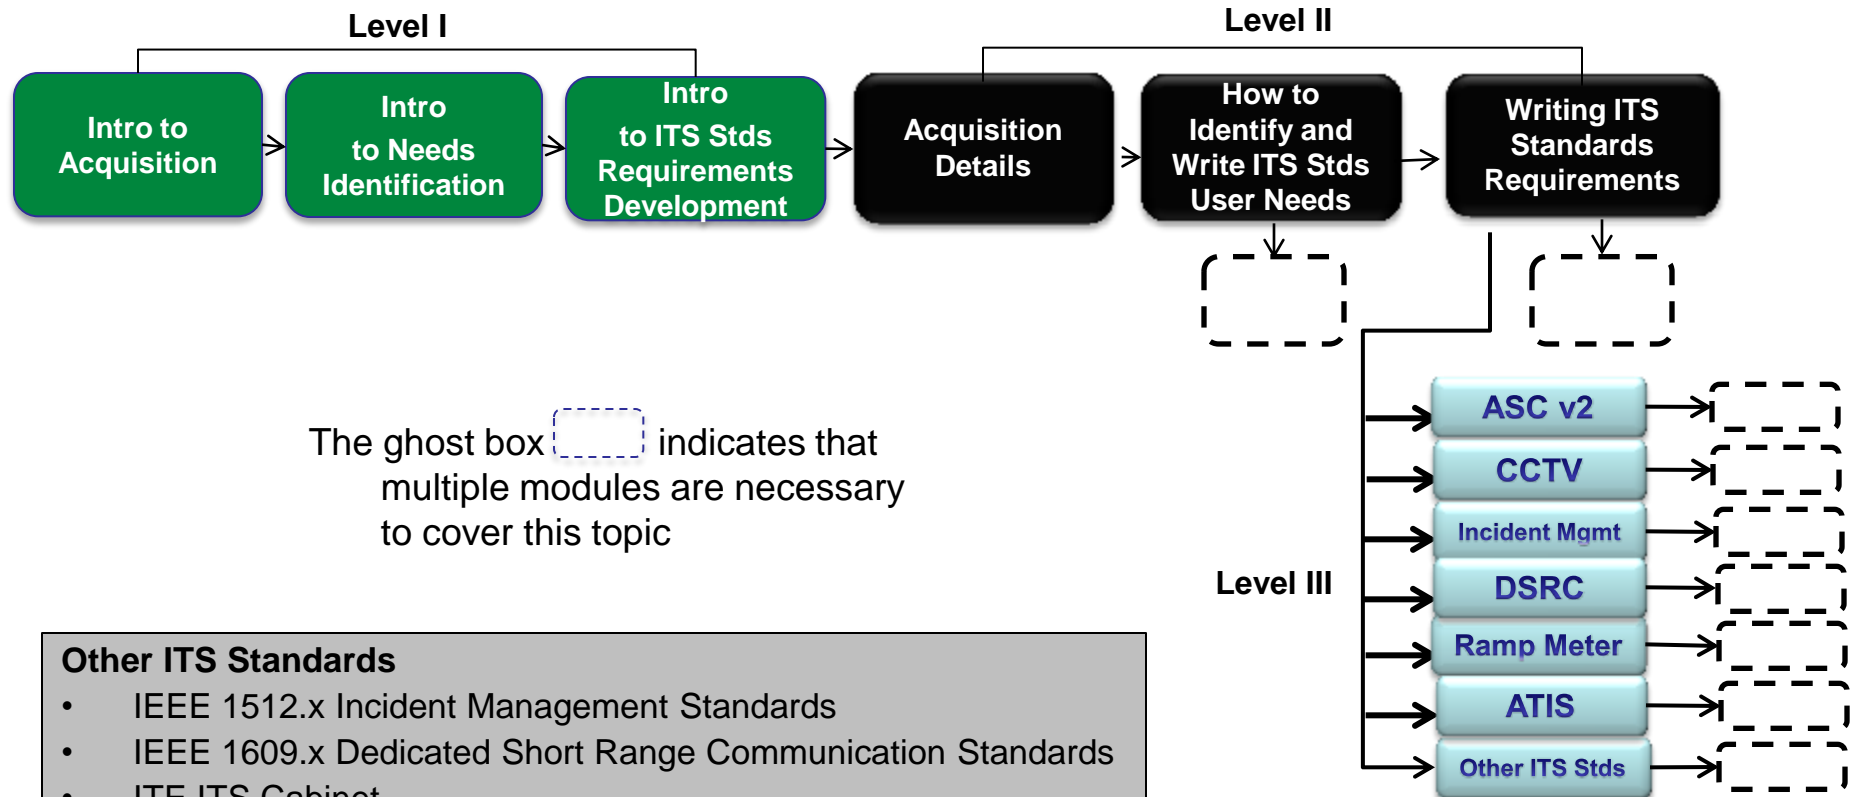 Level I
Level II
Intro to
Acquisition
Intro
to Needs
Identification
Intro
to ITS Stds
Requirements
Development
Acquisition
Details
How to
Identify and
Write ITS Stds
User Needs
Writing ITS
Standards
Requirements
The ghost box indicates that
multiple modules are necessary
to cover this topic
Level III
ASC v2
CCTV
Incident Mgmt
DSRC
Ramp Meter
ATIS
Other ITS Stds
Other ITS Standards
• IEEE 1512.x Incident Management Standards
• IEEE 1609.x Dedicated Short Range Communication Standards
• ITE ITS Cabinet